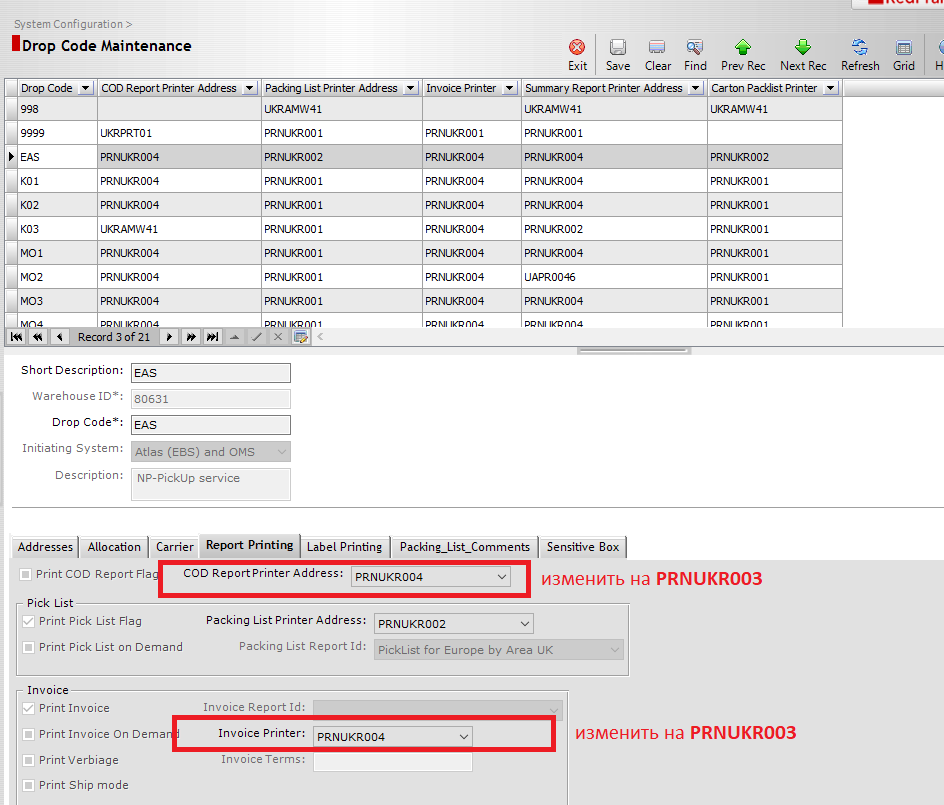 System Configuration >
Drop Code Maintenance
Exit Save Clear Find Prev Rec Next Rec Refresh Grid
Drop Code COD Report Printer Address Packing List Printer Address Invoice Printer Summary Report Printer Address Carton Packlist Printer
998 UKRAMW41 UKRAMW41 UKRAMW41
9999 UKRPRT01 PRNUKR001 PRNUKR001 PRNUKR001
EAS PRNUKR004 PRNUKR002 PRNUKR004 PRNUKR004 PRNUKR002
K01 PRNUKR004 PRNUKR001 PRNUKR004 PRNUKR004 PRNUKR001
K02 PRNUKR004 PRNUKR001 PRNUKR004 PRNUKR004 PRNUKR001
K03 UKRAMW41 PRNUKR001 PRNUKR004 PRNUKR002 PRNUKR001
MO1 PRNUKR004 PRNUKR001 PRNUKR004 PRNUKR004 PRNUKR001
MO2 PRNUKR004 PRNUKR001 PRNUKR004 UAPR0046 PRNUKR001
MO3 PRNUKR004 PRNUKR001 PRNUKR004 PRNUKR004 PRNUKR001
MO4 PRNUKR004 PRNUKR001 PRNUKR004 PRNUKR004 PRNUKR001
Record 3 of 21
Short Description: EAS
Warehouse ID*: 80631
Drop Code*: EAS
Initiating System: Atlas (EBS) and OMS
Description: NP-PickUp service
Addresses Allocation Carrier Report Printing Label Printing Packing_List_Comments Sensitive Box
Print COD Report Flag COD Report Printer Address: PRNUKR004 изменить на PRNUKR003
Pick List
Print Pick List Flag Packing List Printer Address: PRNUKR002
Print Pick List on Demand Packing List Report Id: PickList for Europe by Area UK
Invoice
Print Invoice Invoice Report Id:
Print Invoice On Demand Invoice Printer: PRNUKR004 изменить на PRNUKR003
Print Verbiage Invoice Terms:
Print Ship mode